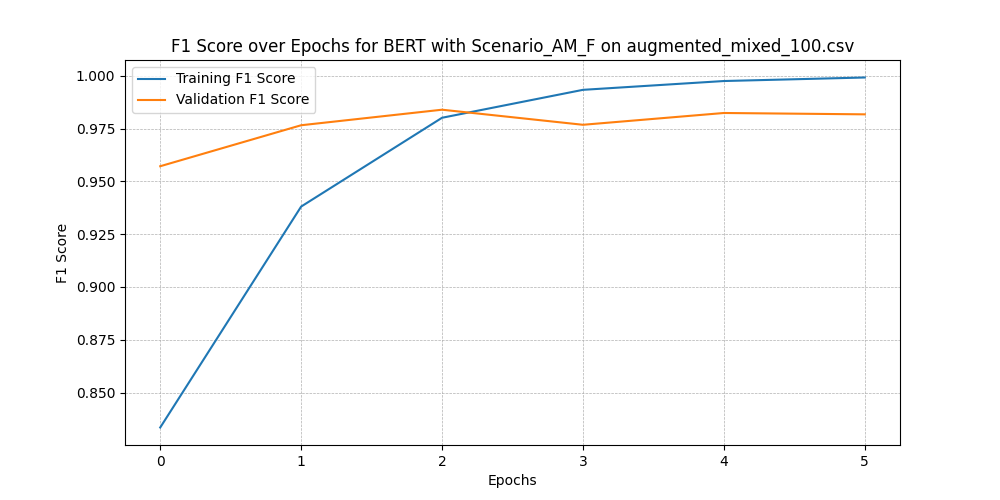 F1 Score over Epochs for BERT with Scenario_AM_F on augmented_mixed_100.csv
Training F1 Score
Validation F1 Score
1.000
0.975
0.950
0.925
0.900
0.875
0.850
F1 Score
0 1 2 3 4 5
Epochs